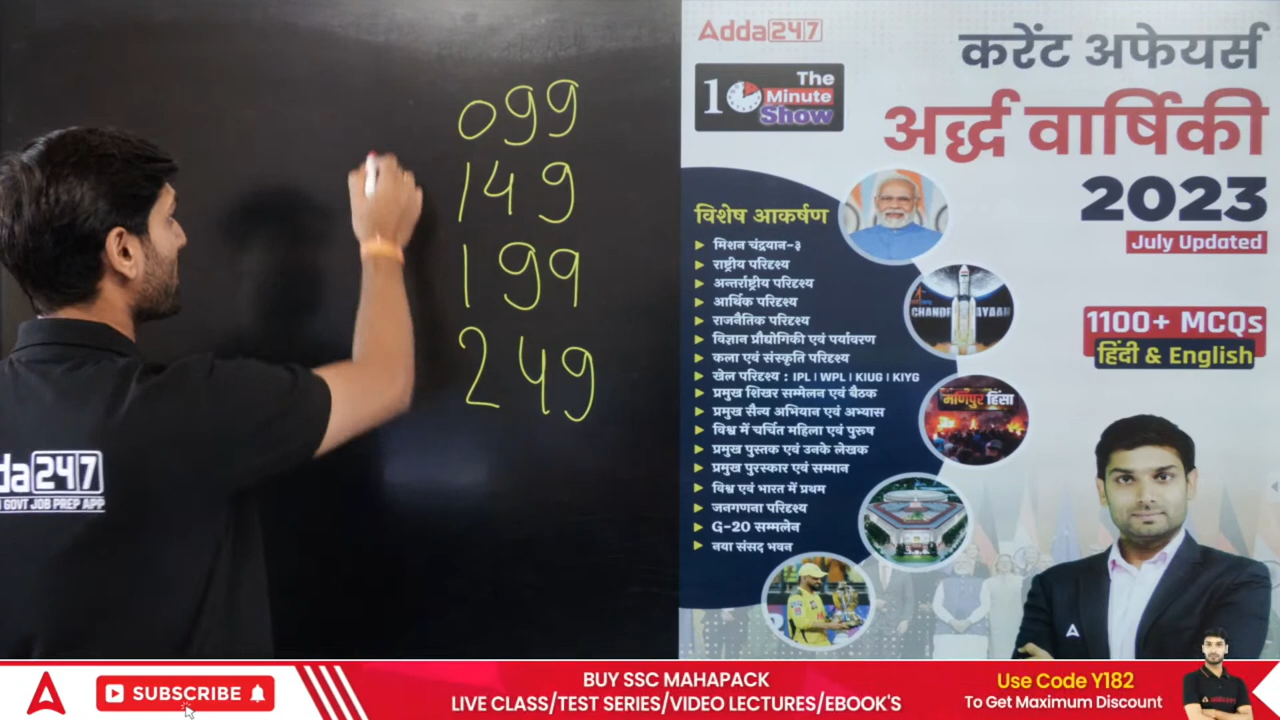 099
149
199
249
da247
GOVT JOB PREP APP
Adda247
करेंट अफेयर्स
10 The Minute Show
अर्द्ध वार्षिकी
2023
July Updated
विशेष आकर्षण
मिशन चंद्रयान-३
राष्ट्रीय परिदृश्य
अन्तर्राष्ट्रीय परिदृश्य
आर्थिक परिदृश्य
राजनैतिक परिदृश्य
विज्ञान प्रौद्योगिकी एवं पर्यावरण
कला एवं संस्कृति परिदृश्य
खेल परिदृश्य : IPL | WPL | KIUG | KIYG
प्रमुख शिखर सम्मेलन एवं बैठक
प्रमुख सैन्य अभियान एवं अभ्यास
विश्व में चर्चित महिला एवं पुरुष
प्रमुख पुस्तक एवं उनके लेखक
प्रमुख पुरस्कार एवं सम्मान
विश्व एवं भारत में प्रथम
जनगणना परिदृश्य
G-20 सम्मलेन
नया संसद भवन
मणिपुर हिंसा
1100+ MCQs
हिंदी & English
SUBSCRIBE
BUY SSC MAHAPACK
LIVE CLASS/TEST SERIES/VIDEO LECTURES/EBOOK'S
Use Code Y182
To Get Maximum Discount